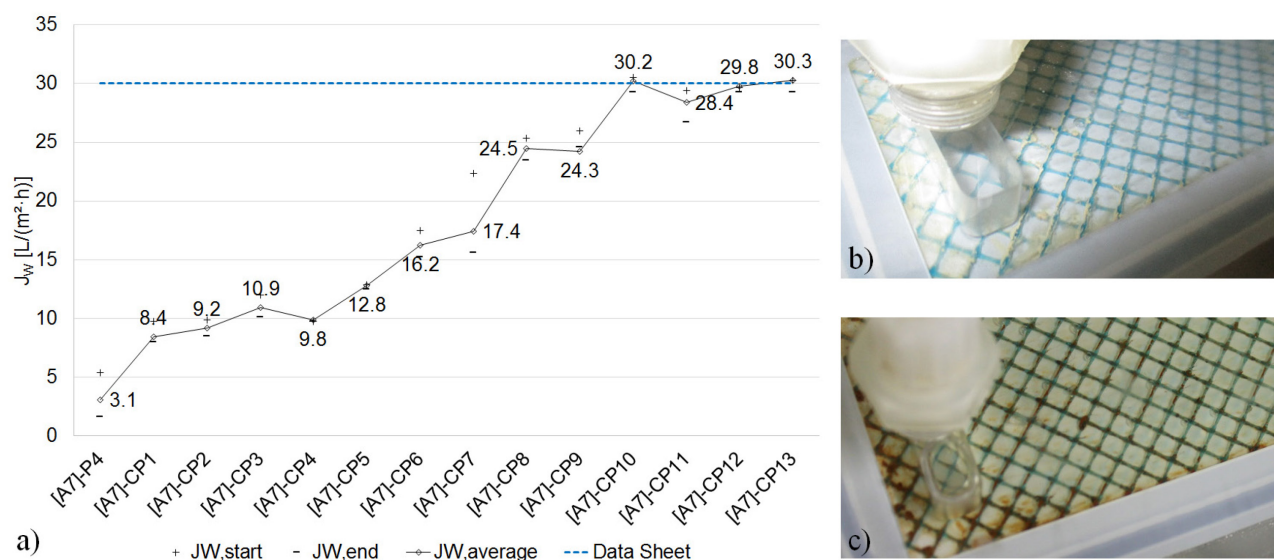 35
30
25
20
15
10
5
0
JW [L/(m²·h)]
3.1
8.4
9.2
10.9
9.8
12.8
16.2
17.4
24.5
24.3
30.2
28.4
29.8
30.3
[A7]-P4
[A7]-CP1
[A7]-CP2
[A7]-CP3
[A7]-CP4
[A7]-CP5
[A7]-CP6
[A7]-CP7
[A7]-CP8
[A7]-CP9
[A7]-CP10
[A7]-CP11
[A7]-CP12
[A7]-CP13
a)
+ JW,start
- JW,end
JW,average
Data Sheet
b)
c)